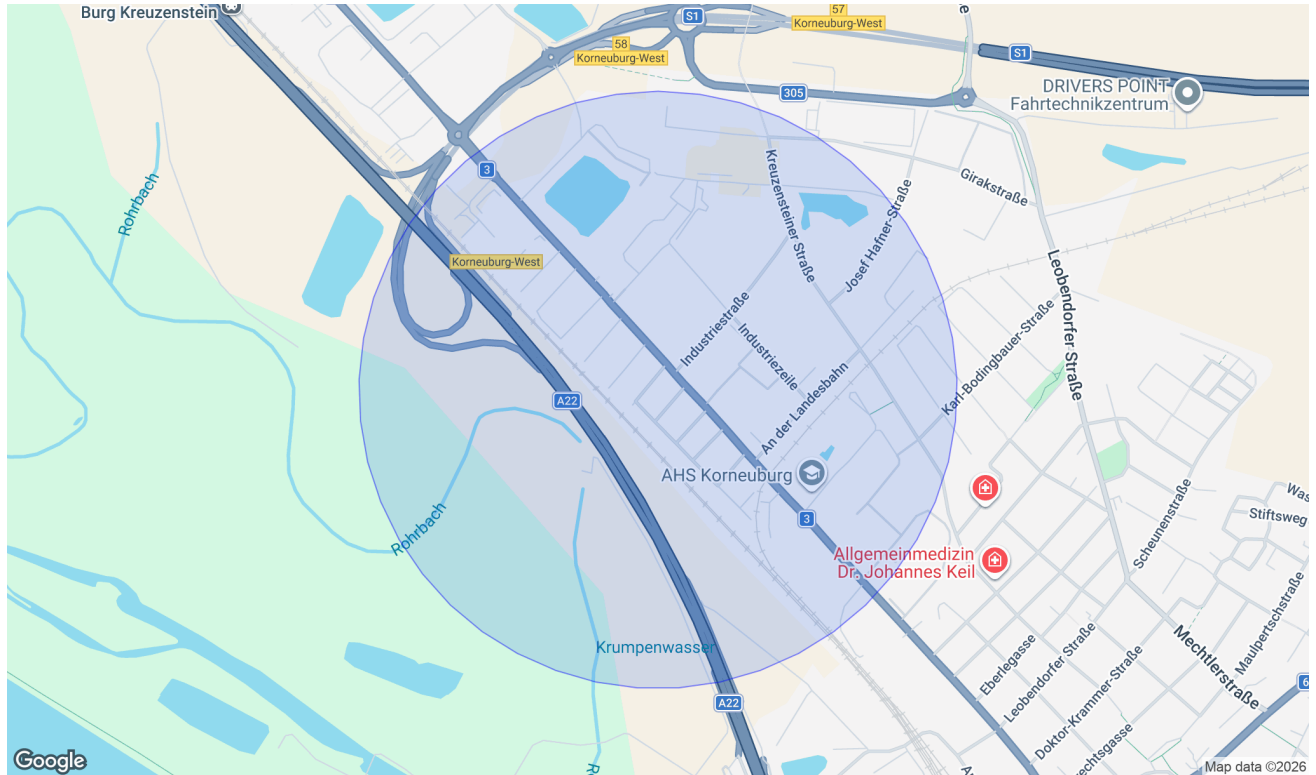 Burg Kreuzenstein
S1
57
Korneuburg-West
58
Korneuburg-West
S1
305
DRIVERS POINT
Fahrtechnikzentrum
3
Rohrbach
Kreuzensteiner Straße
Girakstraße
Josef Hafner-Straße
Korneuburg-West
Leobendorfer Straße
Industriestraße
Industriezeile
Karl-Bodingbauer-Straße
An der Landesbahn
A22
AHS Korneuburg
Rohrbach
3
Scheunenstraße
Stiftsweg
Allgemeinmedizin
Dr. Johannes Keil
Krumpenwasser
Mechtlerstraße
Maulpertschstraße
Eberlegasse
Leobendorfer Straße
Doktor-Krammer-Straße
A22
6
Google
Map data ©2026